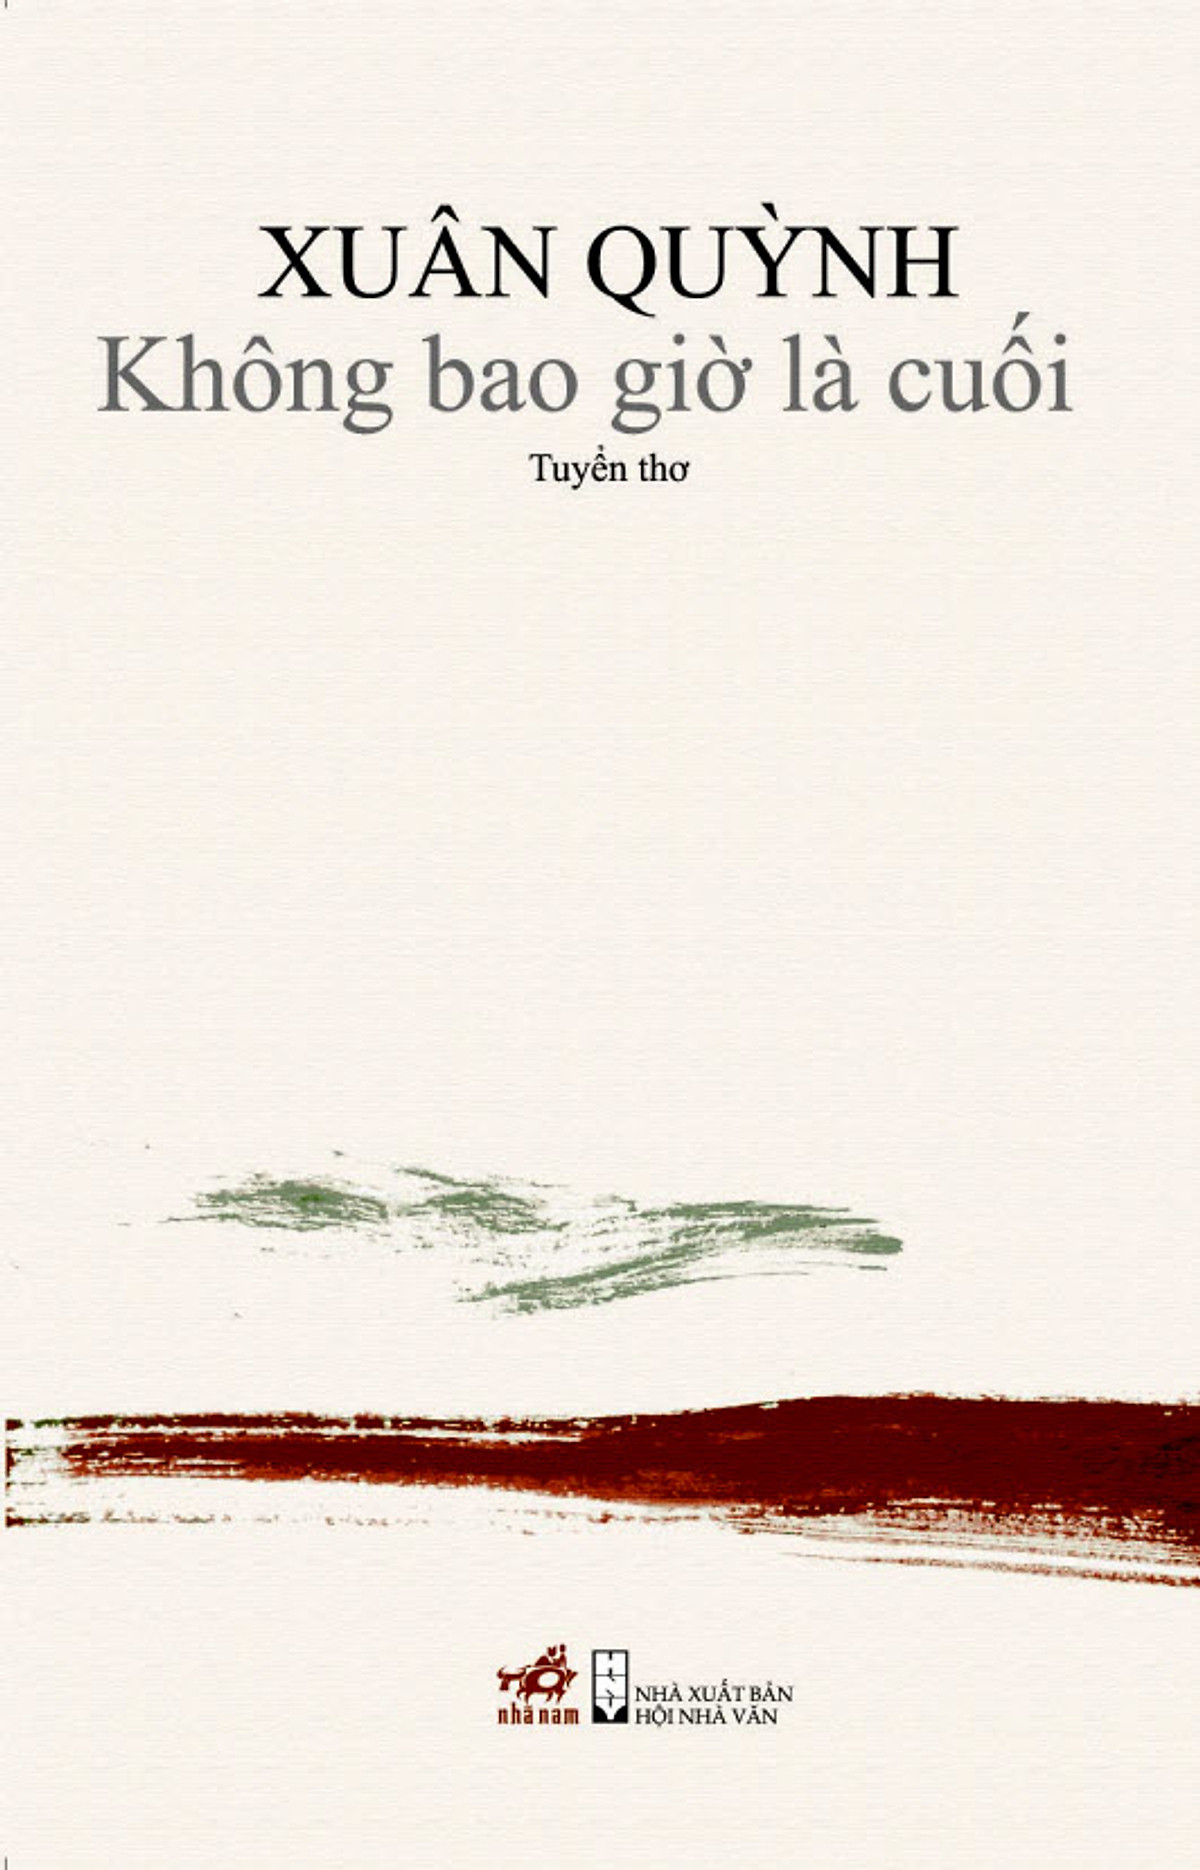 XUÂN QUỲNH
Không bao giờ là cuối
Tuyển thơ
nhã nam
NHÀ XUẤT BẢN
HỘI NHÀ VĂN